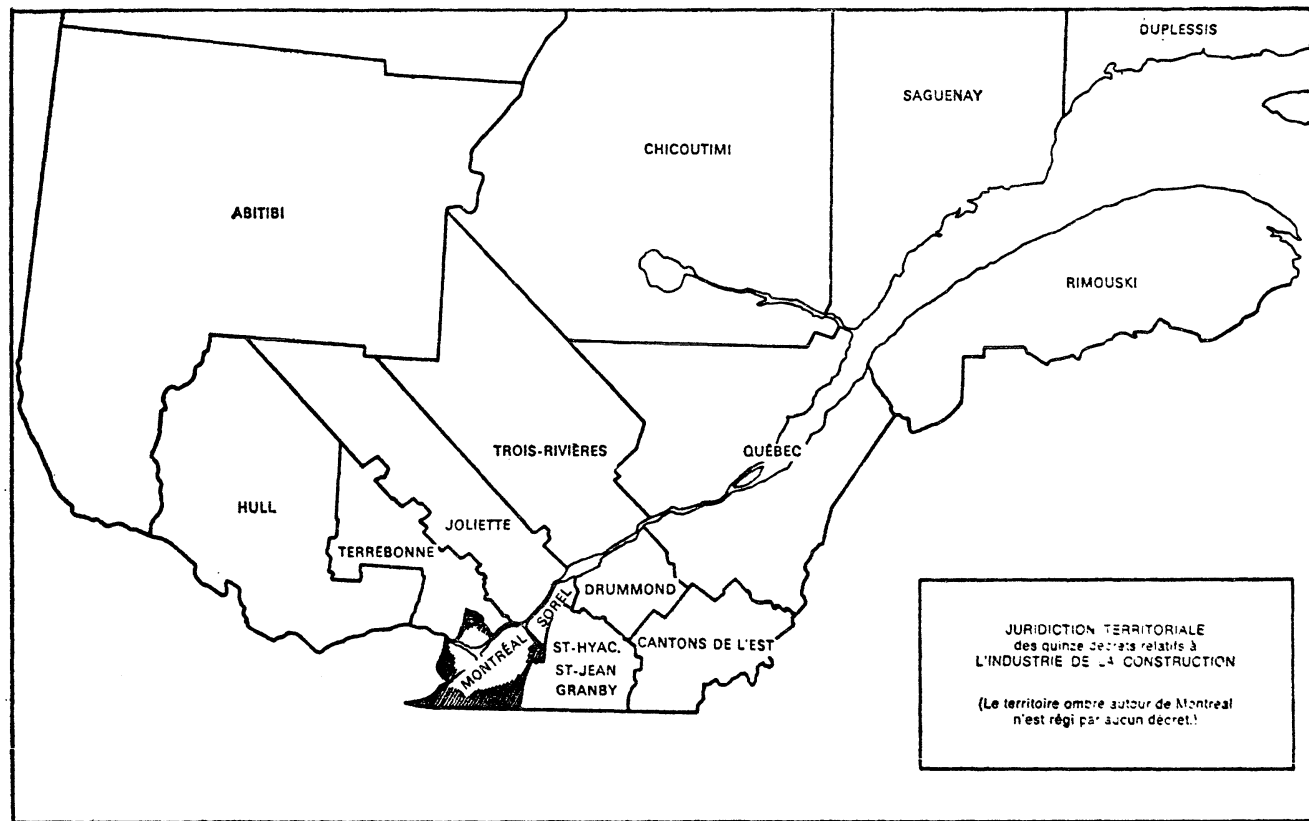 DUPLESSIS
SAGUENAY
CHICOUTIMI
ABITIBI
RIMOUSKI
TROIS-RIVIÈRES
QUÉBEC
HULL
JOLIETTE
TERREBONNE
SOREL
DRUMMOND
MONTRÉAL
ST-HYAC.
ST-JEAN
GRANBY
CANTONS DE L'EST
JURIDICTION TERRITORIALE
des quinze décrets relatifs à
L'INDUSTRIE DE LA CONSTRUCTION
(Le territoire ombré autour de Montréal
n'est régi par aucun décret.)